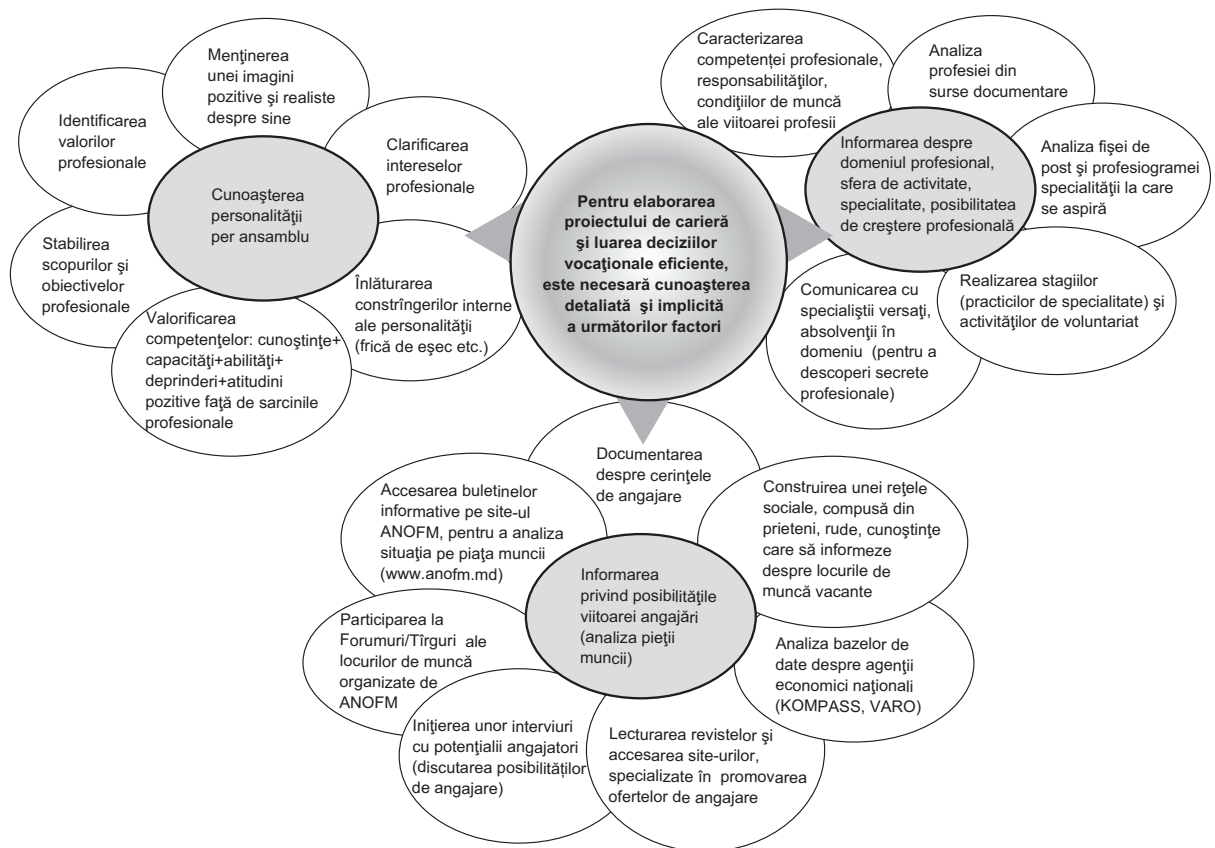 Pentru elaborarea
proiectului de carieră
şi luarea deciziilor
vocaţionale eficiente,
este necesară cunoaşterea
detaliată şi implicită
a următorilor factori
Cunoaşterea
personalităţii
per ansamblu
Menţinerea
unei imagini
pozitive şi realiste
despre sine
Clarificarea
intereselor
profesionale
Înlăturarea
constrîngerilor interne
ale personalităţii
(frică de eşec etc.)
Valorificarea
competenţelor: cunoştinţe+
capacităţi+abilităţi+
deprinderi+atitudini
pozitive faţă de sarcinile
profesionale
Stabilirea
scopurilor şi
obiectivelor
profesionale
Identificarea
valorilor
profesionale
Informarea despre
domeniul profesional,
sfera de activitate,
specialitate, posibilitatea
de creştere profesională
Caracterizarea
competenței profesionale,
responsabilităţilor,
condiţiilor de muncă
ale viitoarei profesii
Analiza
profesiei din
surse documentare
Analiza fişei de
post şi profesiogramei
specialităţii la care
se aspiră
Realizarea stagiilor
(practicilor de specialitate) şi
activităţilor de voluntariat
Comunicarea cu
specialiştii versaţi,
absolvenţii în
domeniu (pentru a
descoperi secrete
profesionale)
Informarea
privind posibilităţile
viitoarei angajări
(analiza pieţii
muncii)
Documentarea
despre cerinţele
de angajare
Construirea unei reţele
sociale, compusă din
prieteni, rude, cunoştinţe
care să informeze
despre locurile de
muncă vacante
Analiza bazelor de
date despre agenţii
economici naţionali
(KOMPASS, VARO)
Lecturarea revistelor şi
accesarea site-urilor,
specializate în promovarea
ofertelor de angajare
Iniţierea unor interviuri
cu potenţialii angajatori
(discutarea posibilităților
de angajare)
Participarea la
Forumuri/Tîrguri ale
locurilor de muncă
organizate de
ANOFM
Accesarea buletinelor
informative pe site-ul
ANOFM, pentru a analiza
situaţia pe piaţa muncii
(www.anofm.md)